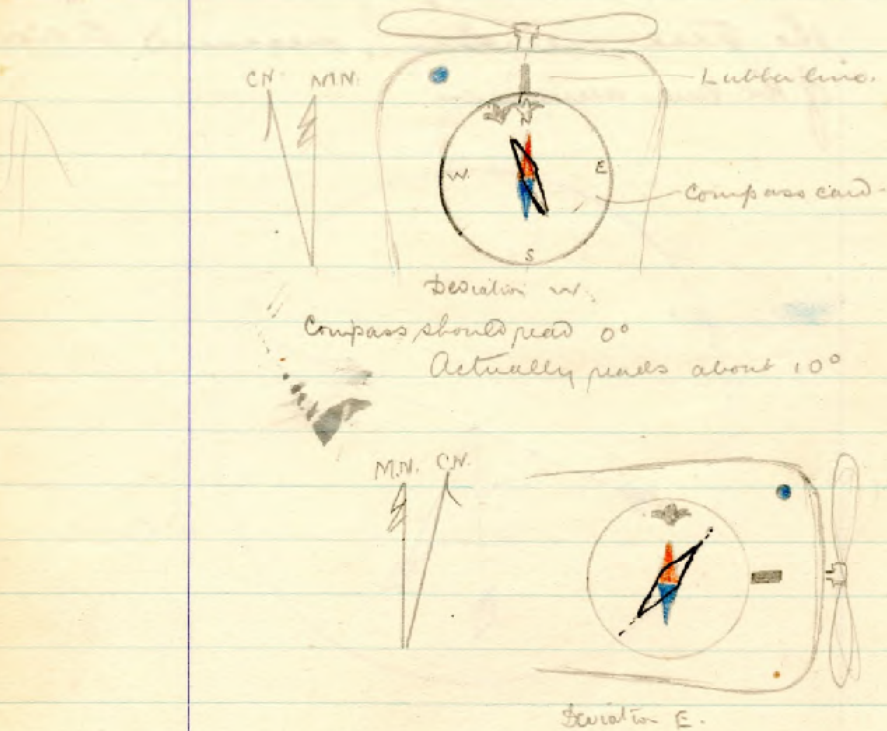 C.N. M.N.
Lubber line.
N
W.
E
Compass card
S
Deviation W.
Compass should read 0°
Actually reads about 10°
M.N. C.N.
Deviation E.